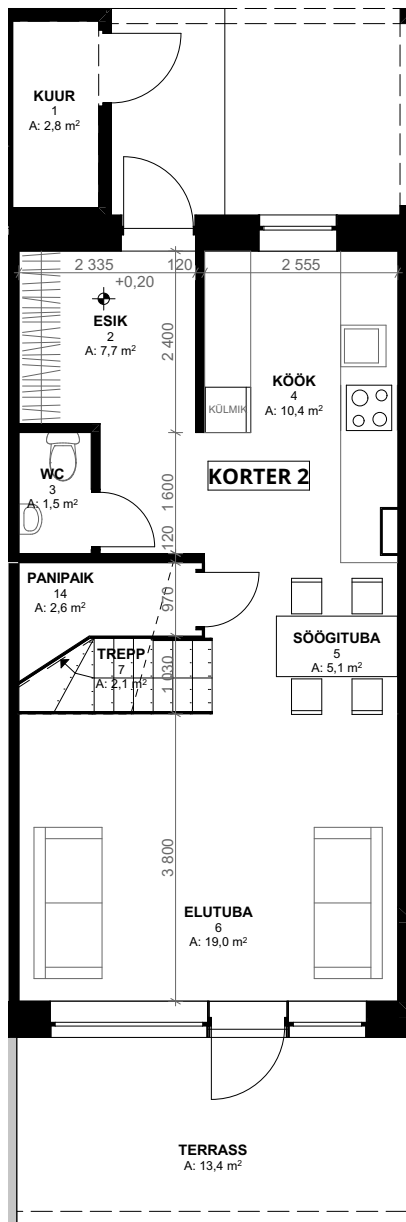 KUUR
1
A: 2,8 m²
2 335
120
2 555
+0,20
ESIK
2
A: 7,7 m²
2 400
KÖÖK
4
A: 10,4 m²
KÜLMIK
WC
3
A: 1,5 m²
1 600
KORTER 2
120
PANIPAIK
14
A: 2,6 m²
970
SÖÖGITUBA
5
A: 5,1 m²
TREPP
7
A: 2,1 m²
1 030
3 800
ELUTUBA
6
A: 19,0 m²
TERRASS
A: 13,4 m²